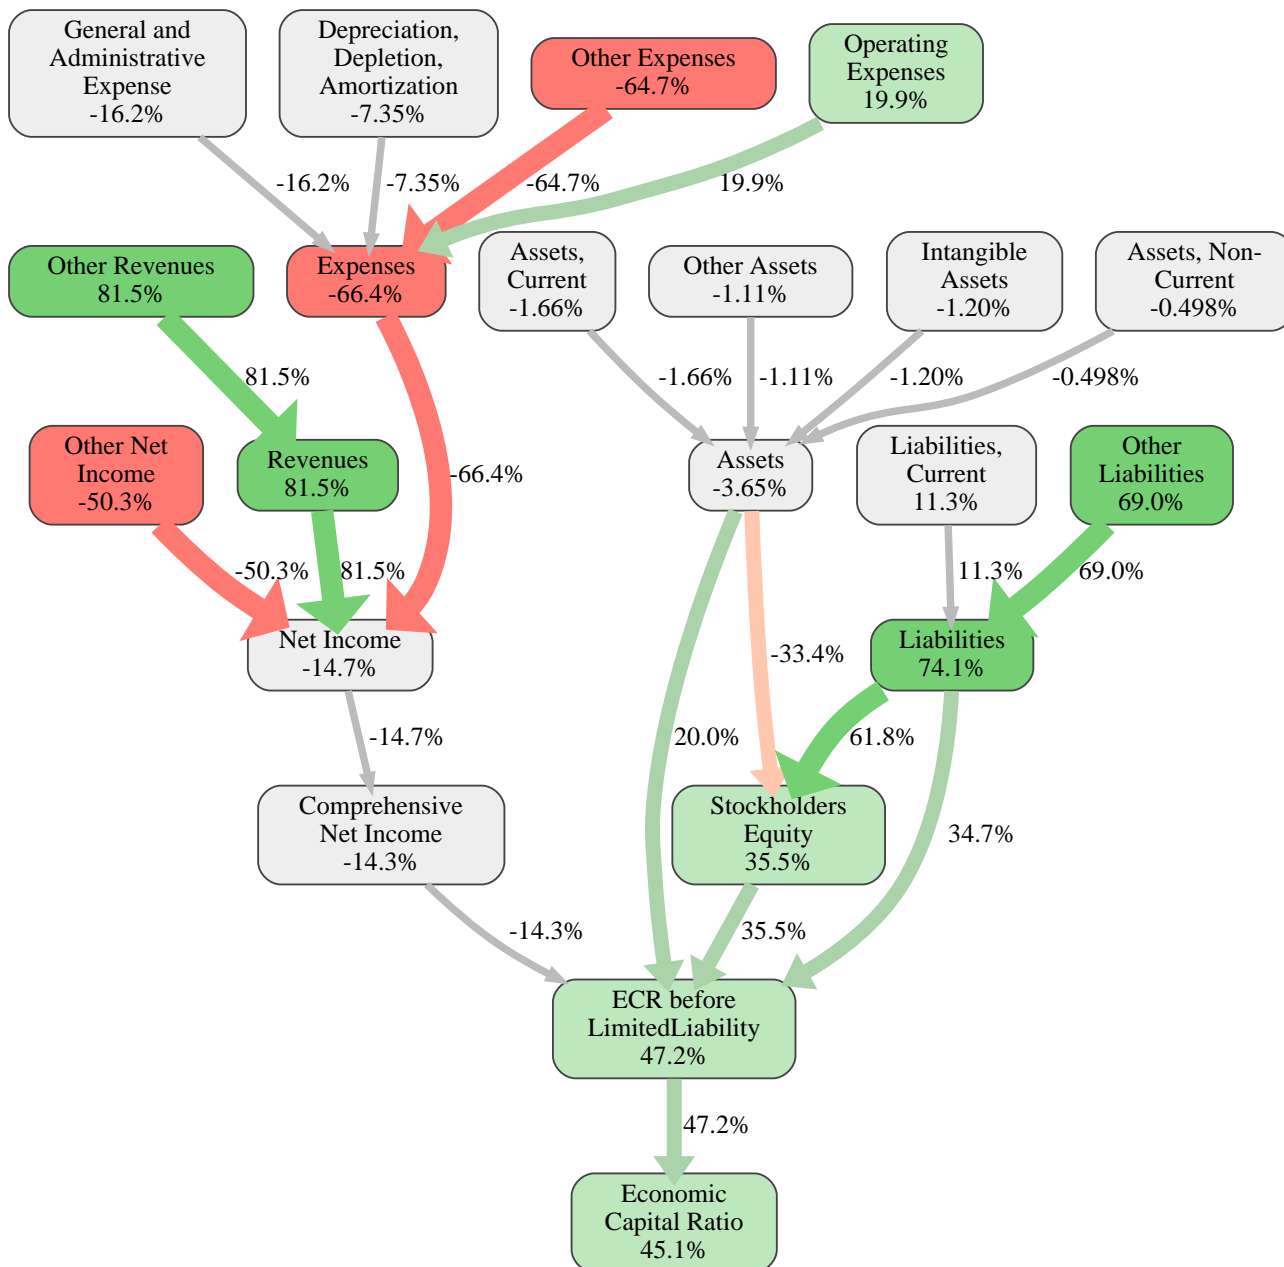 General and
Administrative
Expense
-16.2%
Depreciation,
Depletion,
Amortization
-7.35%
Other Expenses
-64.7%
Operating
Expenses
19.9%
-16.2%
-7.35%
-64.7%
19.9%
Other Revenues
81.5%
Expenses
-66.4%
Assets,
Current
-1.66%
Other Assets
-1.11%
Intangible
Assets
-1.20%
Assets, Non-
Current
-0.498%
81.5%
-66.4%
-1.66%
-1.11%
-1.20%
-0.498%
Other Net
Income
-50.3%
Revenues
81.5%
Assets
-3.65%
Liabilities,
Current
11.3%
Other
Liabilities
69.0%
-50.3%
81.5%
11.3%
69.0%
Net Income
-14.7%
-33.4%
Liabilities
74.1%
-14.7%
20.0%
61.8%
34.7%
Comprehensive
Net Income
-14.3%
Stockholders
Equity
35.5%
-14.3%
35.5%
ECR before
LimitedLiability
47.2%
47.2%
Economic
Capital Ratio
45.1%